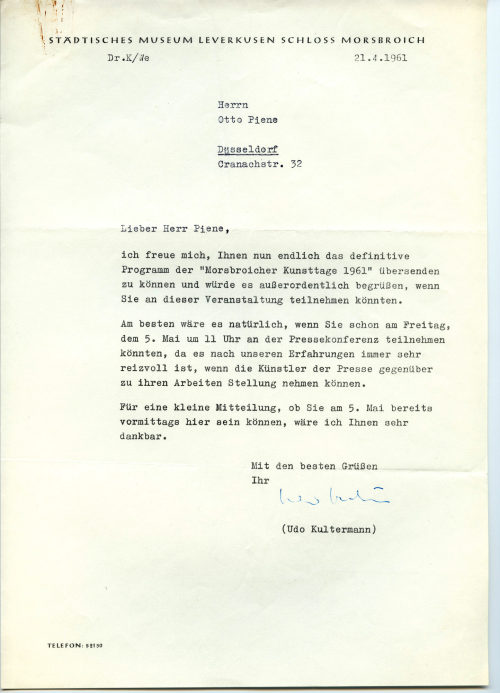 STÄDTISCHES MUSEUM LEVERKUSEN SCHLOSS MORSBROICH
Dr.K/We
21.4.1961
Herrn
Otto Piene
Düsseldorf
Cranachstr. 32
Lieber Herr Piene,
ich freue mich, Ihnen nun endlich das definitive
Programm der "Morsbroicher Kunsttage 1961" übersenden
zu können und würde es außerordentlich begrüßen, wenn
Sie an dieser Veranstaltung teilnehmen könnten.
Am besten wäre es natürlich, wenn Sie schon am Freitag,
dem 5. Mai um 11 Uhr an der Pressekonferenz teilnehmen
könnten, da es nach unseren Erfahrungen immer sehr
reizvoll ist, wenn die Künstler der Presse gegenüber
zu ihren Arbeiten Stellung nehmen können.
Für eine kleine Mitteilung, ob Sie am 5. Mai bereits
vormittags hier sein können, wäre ich Ihnen sehr
dankbar.
Mit den besten Grüßen
Ihr
(Udo Kultermann)
TELEFON: